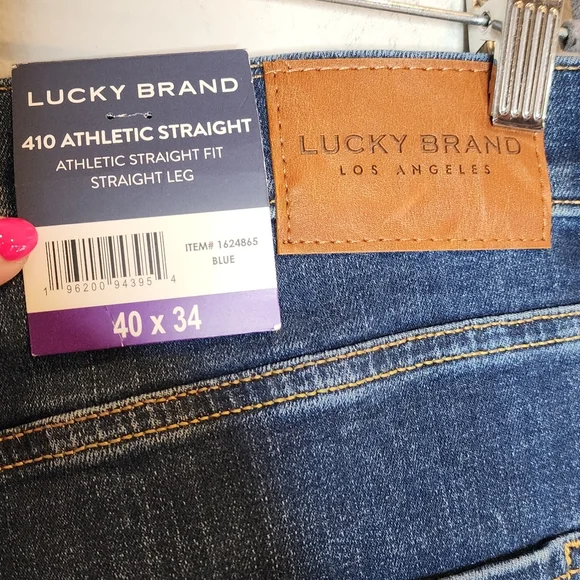 LUCKY BRAND
410 ATHLETIC STRAIGHT
ATHLETIC STRAIGHT FIT
STRAIGHT LEG
ITEM# 1624865
BLUE
1 96200 94395 4
40 x 34
LUCKY BRAND
LOS ANGELES